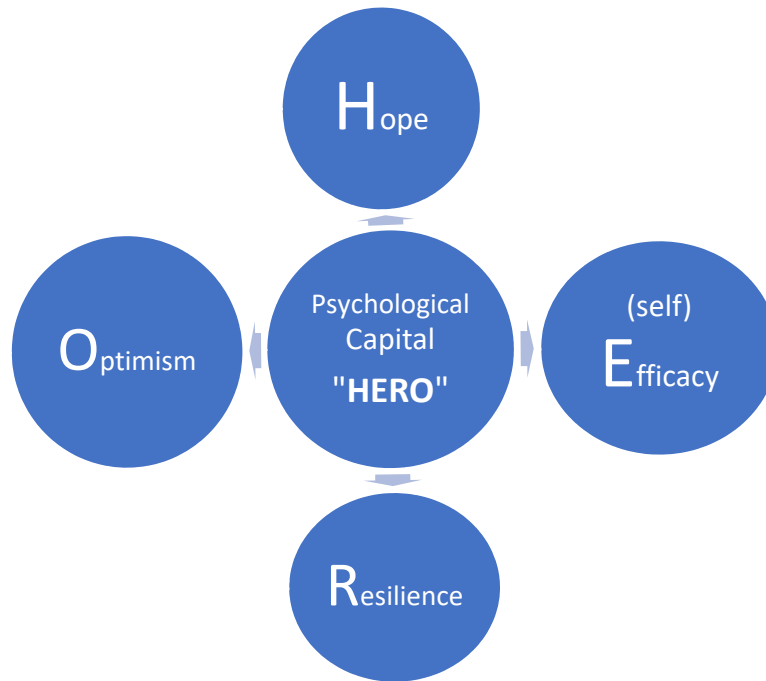 Hope
Psychological
Capital
"HERO"
Optimism
(self)
Efficacy
Resilience